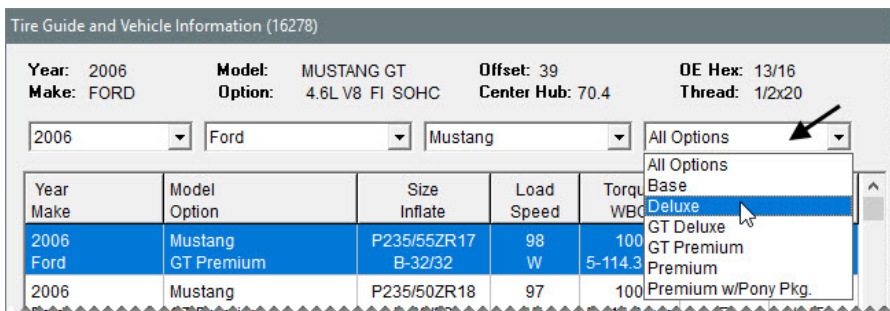 Tire Guide and Vehicle Information (16278)
Year: 2006 Model: MUSTANG GT Offset: 39 OE Hex: 13/16
Make: FORD Option: 4.6L V8 FI SOHC Center Hub: 70.4 Thread: 1/2x20
2006 Ford Mustang All Options
All Options
Base
Deluxe
GT Deluxe
GT Premium
Premium
Premium w/Pony Pkg.
Year Model Size Load
Make Option Inflate Speed
2006 Mustang P235/55ZR17 98 100
Ford GT Premium B-32/32 W 5-114.3
2006 Mustang P235/50ZR18 97 100